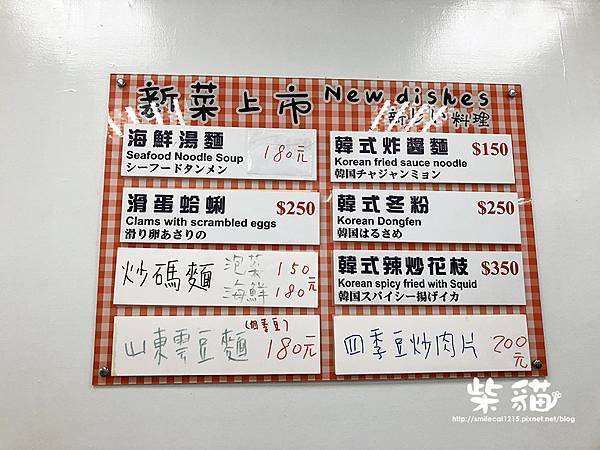 新菜上市 New dishes
新しい料理
海鮮湯麵 180元
Seafood Noodle Soup
シーフードタンメン
韓式炸醬麵 $150
Korean fried sauce noodle
韓国チャジャンミョン
滑蛋蛤蜊 $250
Clams with scrambled eggs
滑り卵あさりの
韓式冬粉 $250
Korean Dongfen
韓国はるさめ
炒碼麵 泡菜 150
海鮮 180元
韓式辣炒花枝 $350
Korean spicy fried with Squid
韓国スパイシー揚げイカ
(四季豆)
山東雲豆麵 180元
四季豆炒肉片 200元
柴貓
http://smilecat1215.pixnet.net/blog